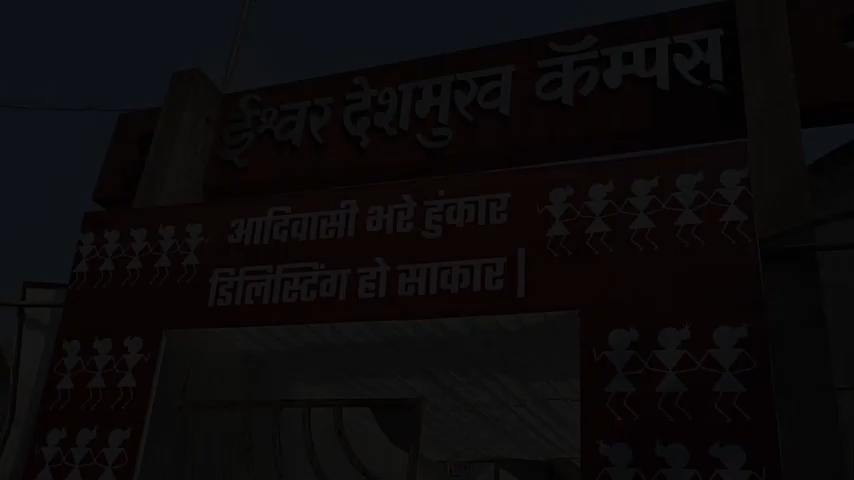 ईश्वर देशमुख कॅम्पस्
आदिवासी भरे हुंकार
डिलिस्टिंग हो साकार |